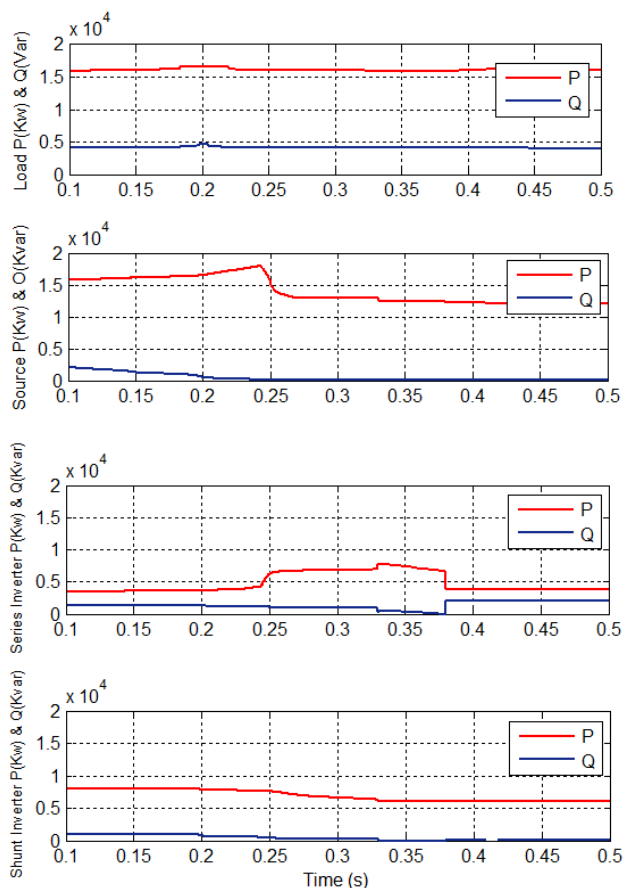 x 10^4
2
1.5
1
0.5
0
0.1 0.15 0.2 0.25 0.3 0.35 0.4 0.45 0.5
Load P(Kw) & Q(Var)
P
Q
x 10^4
2
1.5
1
0.5
0
0.1 0.15 0.2 0.25 0.3 0.35 0.4 0.45 0.5
Source P(Kw) & O(Kvar)
P
Q
x 10^4
2
1.5
1
0.5
0
0.1 0.15 0.2 0.25 0.3 0.35 0.4 0.45 0.5
Series Inverter P(Kw) & Q(Kvar)
P
Q
x 10^4
2
1.5
1
0.5
0
0.1 0.15 0.2 0.25 0.3 0.35 0.4 0.45 0.5
Shunt Inverter P(Kw) & Q(Kvar)
P
Q
Time (s)